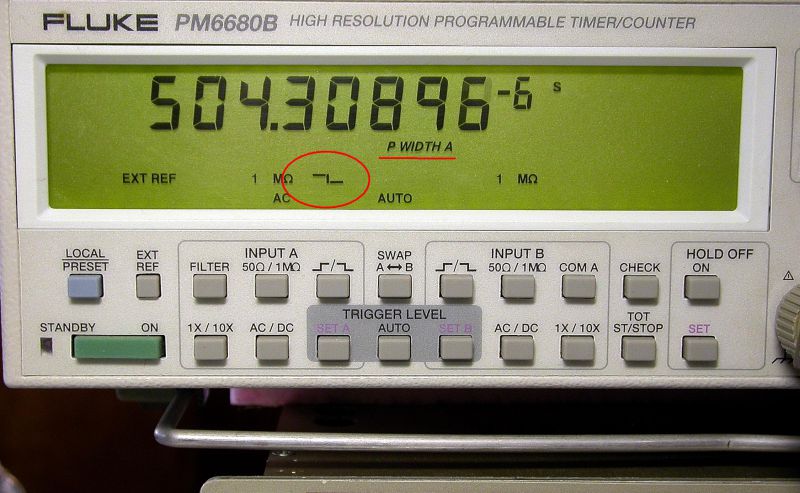 FLUKE PM6680B HIGH RESOLUTION PROGRAMMABLE TIMER/COUNTER
504.30896-6 S
P WIDTH A
EXT REF 1 MΩ 1 MΩ
AC AUTO
LOCAL EXT INPUT A SWAP INPUT B HOLD OFF
PRESET REF FILTER 50Ω / 1MΩ A ↔ B 50Ω / 1MΩ COM A CHECK ON
TRIGGER LEVEL TOT
STANDBY ON 1X / 10X AC / DC SET A AUTO SET B AC / DC 1X / 10X ST/STOP SET